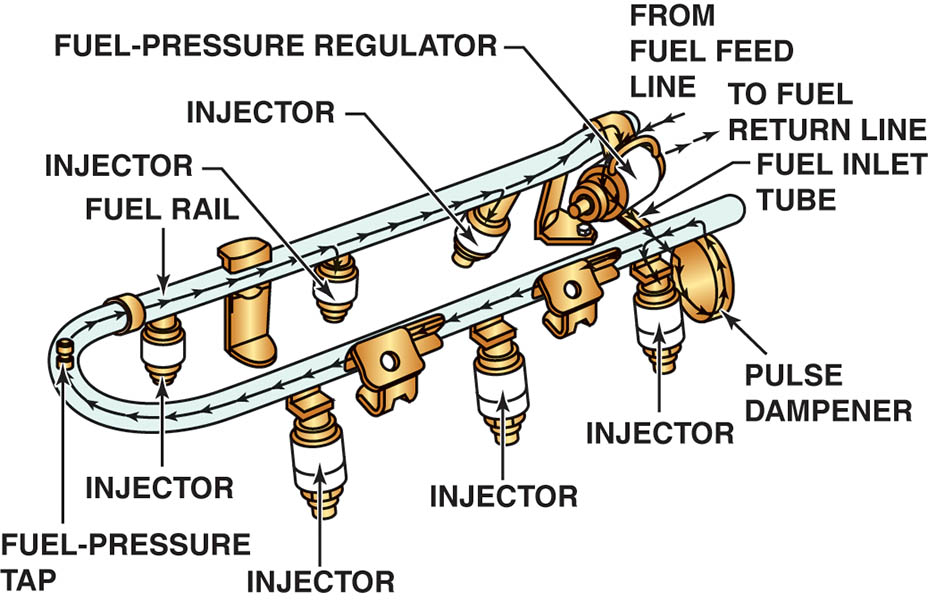 FROM
FUEL FEED
LINE
FUEL-PRESSURE REGULATOR
TO FUEL
RETURN LINE
INJECTOR
INJECTOR
FUEL INLET
TUBE
FUEL RAIL
PULSE
DAMPENER
INJECTOR
INJECTOR
INJECTOR
FUEL-PRESSURE
TAP
INJECTOR